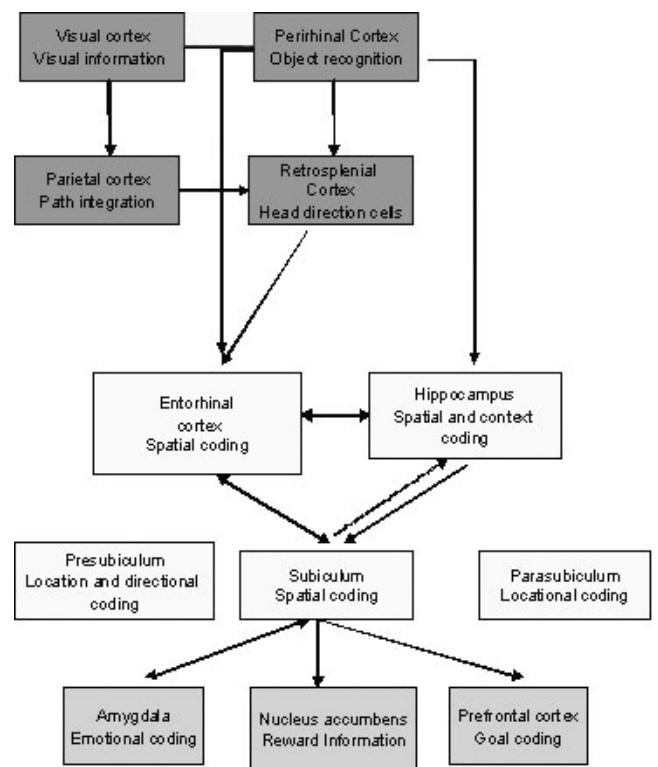 Visual cortex
Visual information
Perirhinal Cortex
Object recognition
Parietal cortex
Path integration
Retrosplenial
Cortex
Head direction cells
Entorhinal
cortex
Spatial coding
Hippocampus
Spatial and context
coding
Presubiculum
Location and directional
coding
Subiculum
Spatial coding
Parasubiculum
Locational coding
Amygdala
Emotional coding
Nucleus accumbens
Reward Information
Prefrontal cortex
Goal coding